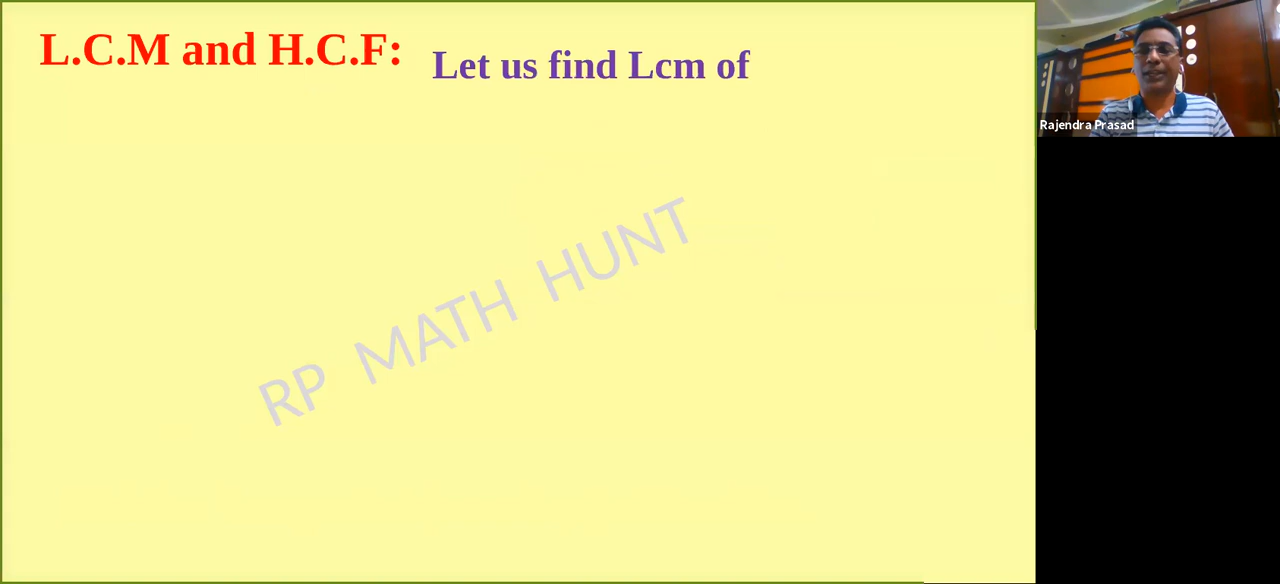 L.C.M and H.C.F:
Let us find Lcm of
RP MATH HUNT
Rajendra Prasad